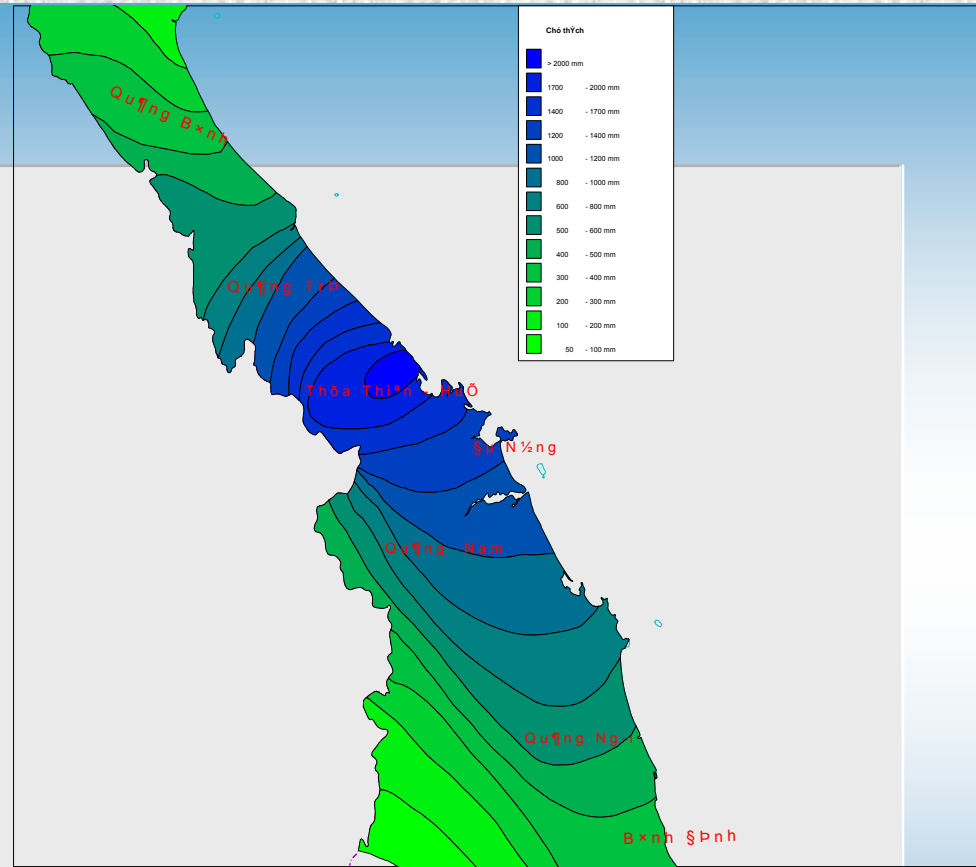 Chó thÝch
> 2000 mm
1700 - 2000 mm
1400 - 1700 mm
1200 - 1400 mm
1000 - 1200 mm
800 - 1000 mm
600 - 800 mm
500 - 600 mm
400 - 500 mm
300 - 400 mm
200 - 300 mm
100 - 200 mm
50 - 100 mm
Qu¶ng B×nh
Qu¶ng TrÞ
Thõa Thiªn - HuÕ
§µ N½ng
Qu¶ng Nam
Qu¶ng Ng·i
B×nh §Þnh